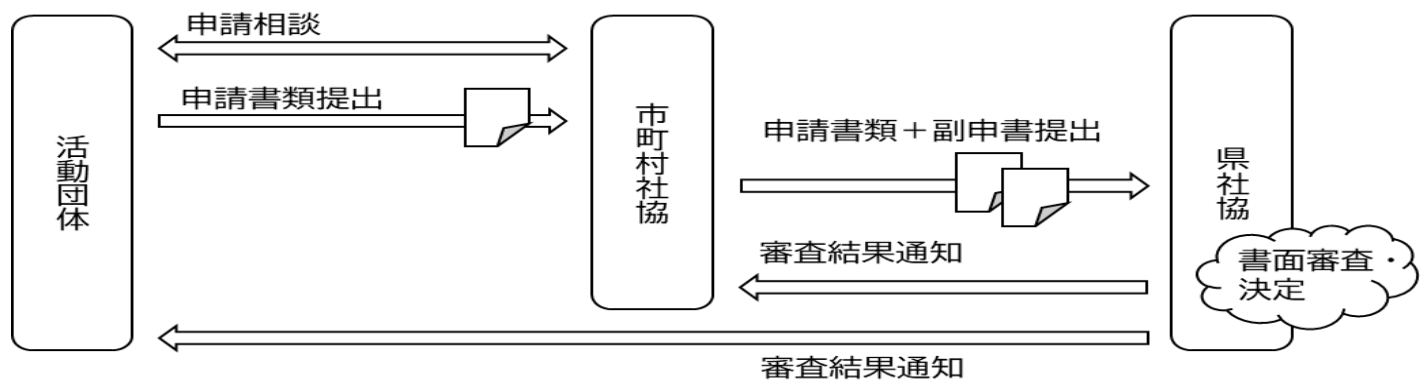 申請相談
申請書類提出
活動団体
市町村社協
申請書類＋副申書提出
県社協
審査結果通知
書面審査・
決定
審査結果通知